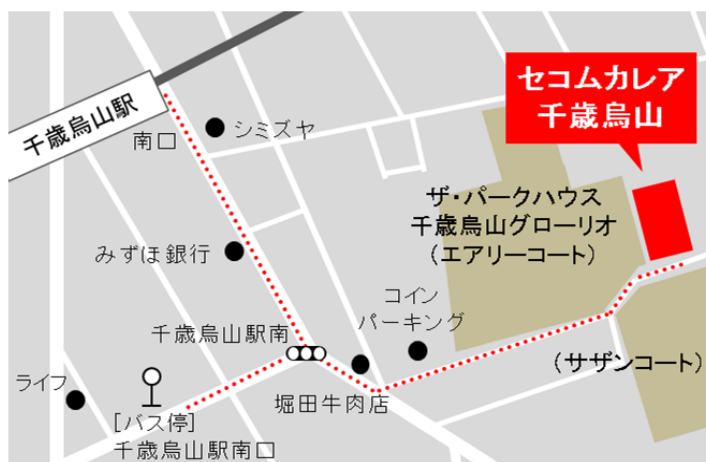 セコムカレア
千歳烏山
千歳烏山駅
南口
シミズヤ
ザ・パークハウス
千歳烏山グローリオ
(エアリーコート)
みずほ銀行
コイン
パーキング
千歳烏山駅南
(サザンコート)
ライフ
堀田牛肉店
[バス停]
千歳烏山駅南口